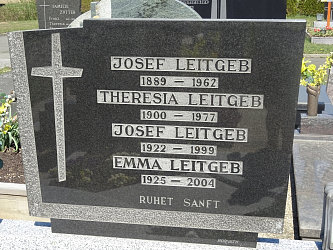 JOSEF LEITGEB
1889 – 1962
THERESIA LEITGEB
1900 – 1977
JOSEF LEITGEB
1922 – 1999
EMMA LEITGEB
1925 – 2004
RUHET SANFT